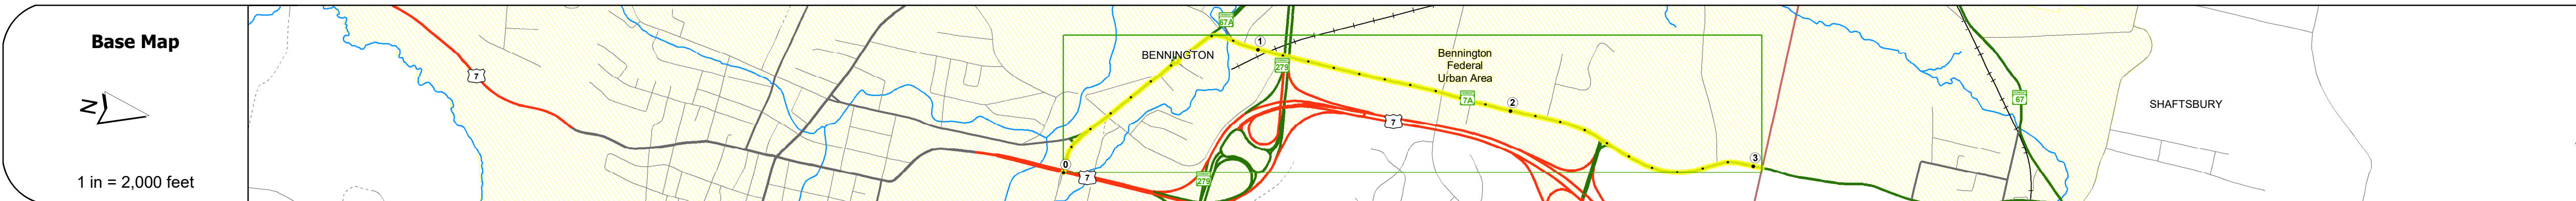 Base Map
N
1 in = 2,000 feet
7
67A
1
BENNINGTON
279
Bennington
Federal
Urban Area
7A
2
7
0
7
279
3
67
SHAFTSBURY